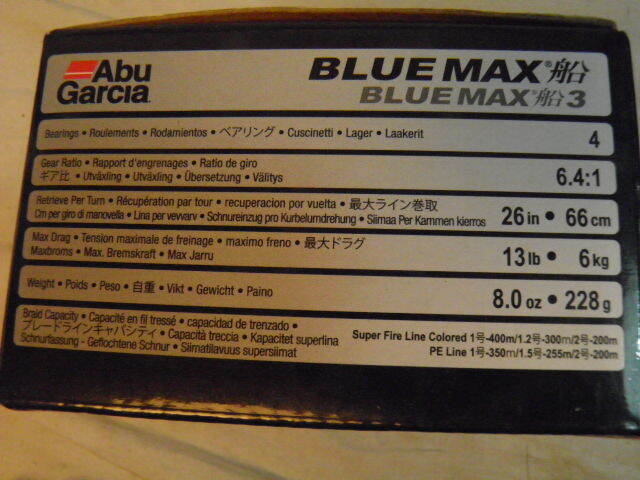 Abu
Garcia
BLUE MAX® 船
BLUE MAX® 船 3
Bearings • Roulements • Rodamientos • ベアリング • Cuscinetti • Lager • Laakerit
4
Gear Ratio • Rapport d'engrenages • Ratio de giro
ギア比 • Utväxling • Utväxling • Übersetzung • Välitys
6.4:1
Retrieve Per Turn • Récupération par tour • recuperacion por vuelta • 最大ライン巻取
Cm per giro di manovella • Lina per vevvarv • Schnureinzug pro Kurbelumdrehung • Siimaa Per Kammen kierros
26 in • 66 cm
Max Drag • Tension maximale de freinage • maximo freno • 最大ドラグ
Maxbroms • Max. Bremskraft • Max Jarru
13 lb • 6 kg
Weight • Poids • Peso • 自重 • Vikt • Gewicht • Paino
8.0 oz • 228 g
Braid Capacity • Capacité en fil tressé • capacidad de trenzado •
ブレードラインキャパシティ • Capacità treccia • Kapacitet superlina
Schnurfassung - Geflochtene Schnur • Siimatilavuus supersiimat
Super Fire Line Colored 1号-400m/1.2号-300m/2号-200m
PE Line 1号-350m/1.5号-255m/2号-200m